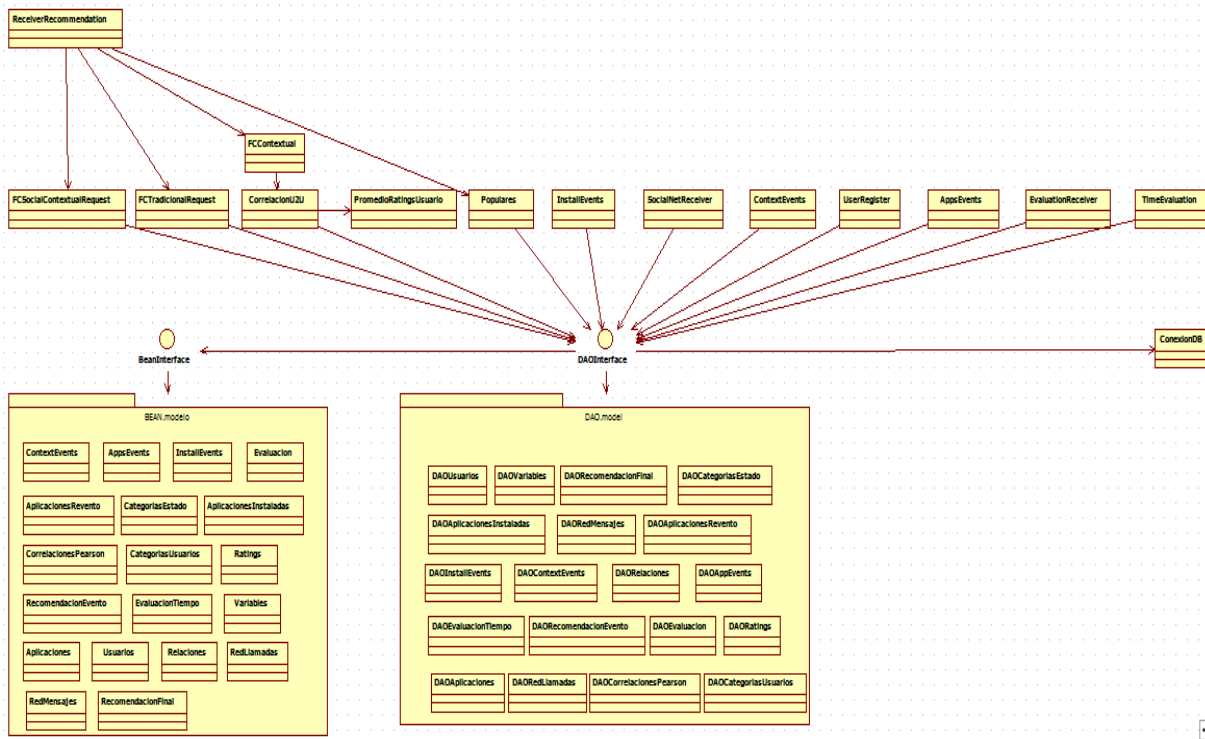 ReceiverRecommendation
FCContextual
FCSocialContextualRequest FCTradicionalRequest CorrelacionU2U PromedioRatingsUsuario Populares InstallEvents SocialNetReceiver ContextEvents UserRegister AppsEvents EvaluationReceiver TimeEvaluation
BeanInterface DAOInterface ConexionDB
BEAN.modelo
ContextEvents AppsEvents InstallEvents Evaluacion
AplicacionesRevento CategoriasEstado AplicacionesInstaladas
CorrelacionesPearson CategoriasUsuarios Ratings
RecomendacionEvento EvaluacionTiempo Variables
Aplicaciones Usuarios Relaciones RedLlamadas
RedMensajes RecomendacionFinal
DAO.model
DAOUsuarios DAOVariables DAORecomendacionFinal DAOCategoriasEstado
DAOAplicacionesInstaladas DAORedMensajes DAOAplicacionesRevento
DAOInstallEvents DAOContextEvents DAORelaciones DAOAppEvents
DAOEvaluacionTiempo DAORecomendacionEvento DAOEvaluacion DAORatings
DAOAplicaciones DAORedLlamadas DAOCorrelacionesPearson DAOCategoriasUsuarios